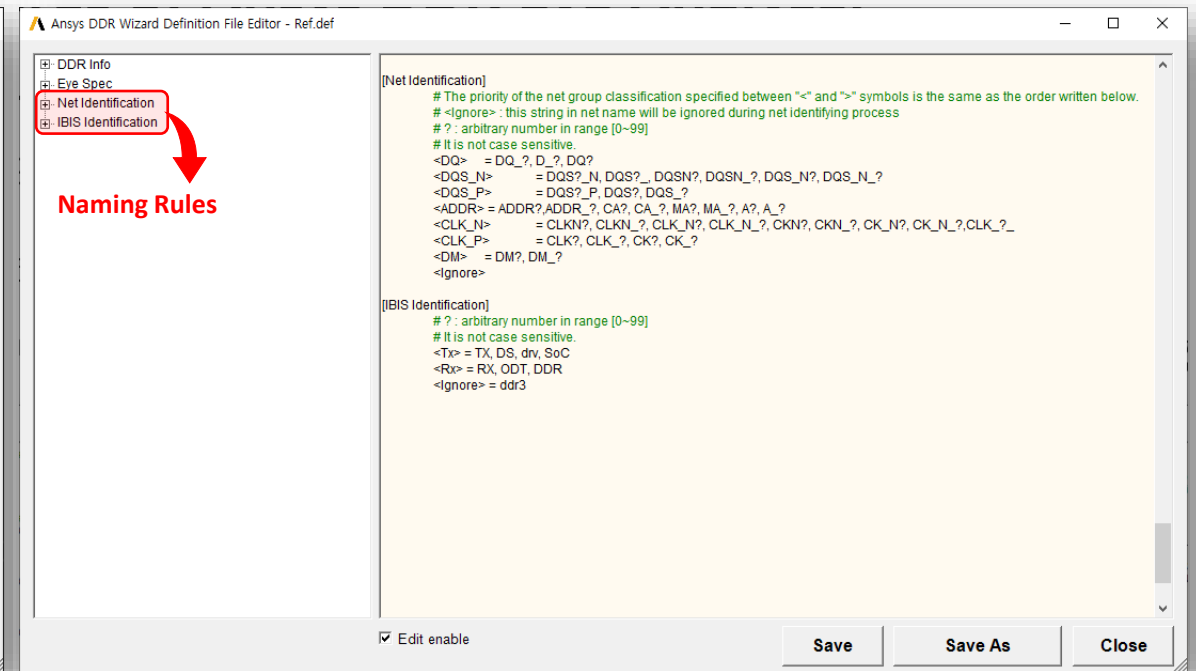 Ansys DDR Wizard Definition File Editor - Ref.def
DDR Info
Eye Spec
Net Identification
IBIS Identification
Naming Rules
[Net Identification]
# The priority of the net group classification specified between "<" and ">" symbols is the same as the order written below.
# <Ignore> : this string in net name will be ignored during net identifying process
# ? : arbitrary number in range [0~99]
# It is not case sensitive.
<DQ> = DQ_?, D_?, DQ?
<DQS_N> = DQS?_N, DQS?_, DQSN?, DQSN_?, DQS_N?, DQS_N_?
<DQS_P> = DQS?_P, DQS?, DQS_?
<ADDR> = ADDR?,ADDR_?, CA?, CA_?, MA?, MA_?, A?, A_?
<CLK_N> = CLKN?, CLKN_?, CLK_N?, CLK_N_?, CKN?, CKN_?, CK_N?, CK_N_?,CLK_?_
<CLK_P> = CLK?, CLK_?, CK?, CK_?
<DM> = DM?, DM_?
<Ignore>
[IBIS Identification]
# ? : arbitrary number in range [0~99]
# It is not case sensitive.
<Tx> = TX, DS, drv, SoC
<Rx> = RX, ODT, DDR
<Ignore> = ddr3
Edit enable
Save
Save As
Close